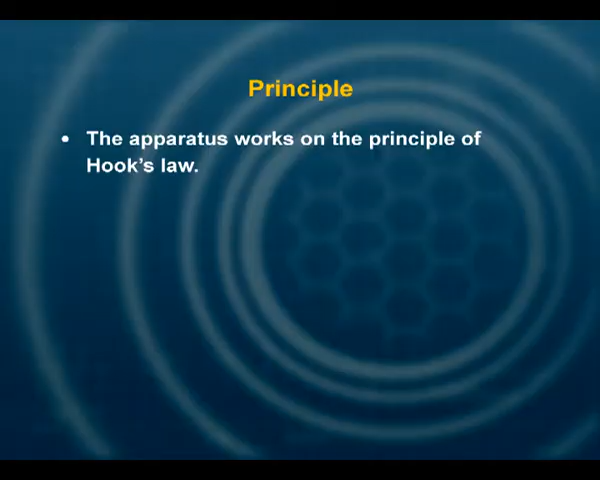 Principle
• The apparatus works on the principle of
Hook's law.